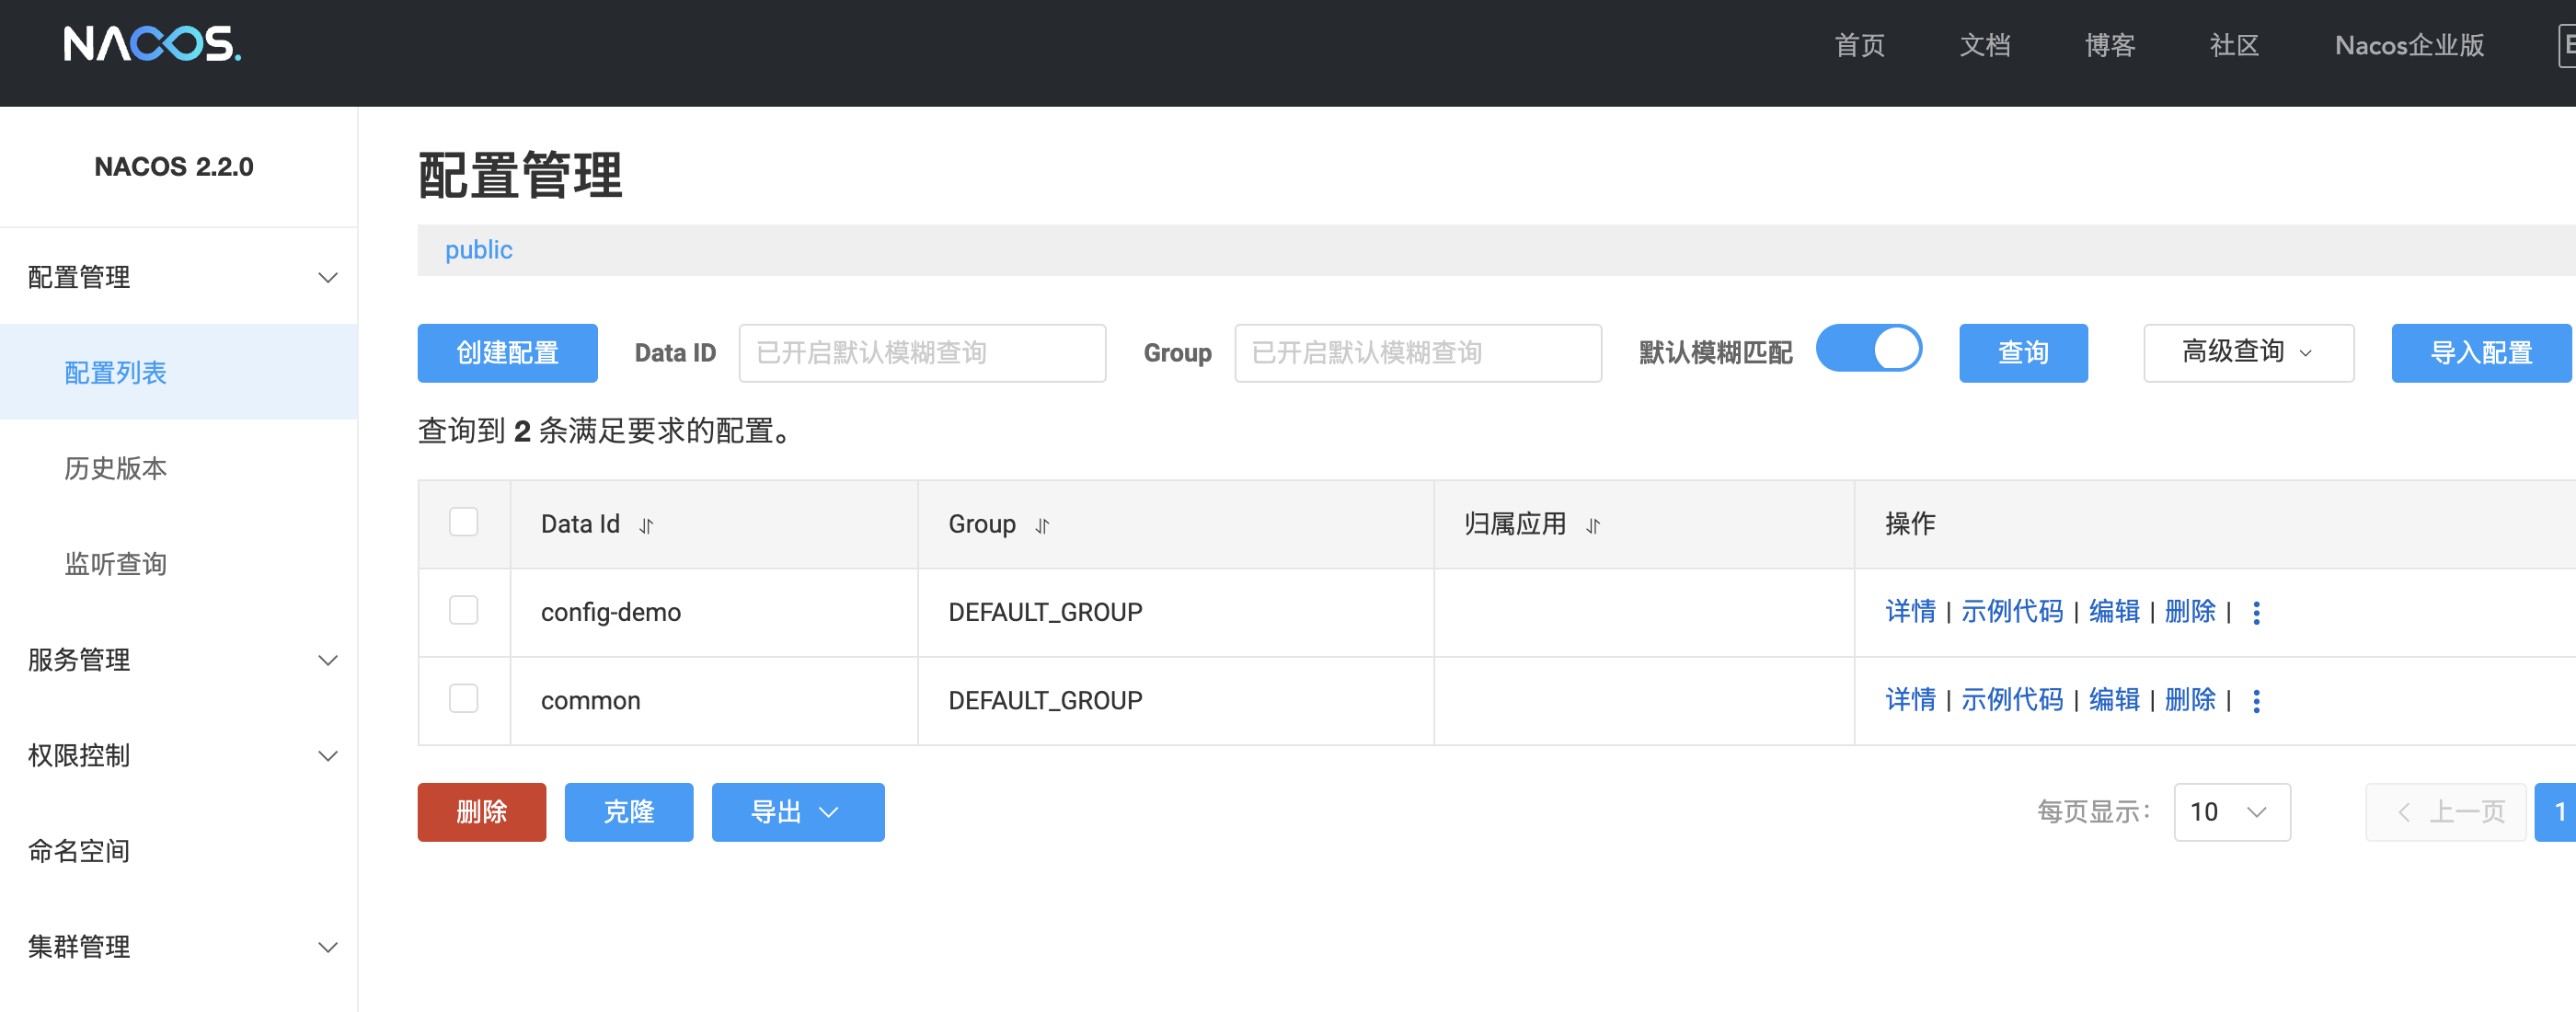 NACOS.
首页 文档 博客 社区 Nacos企业版
NACOS 2.2.0
配置管理
配置列表
历史版本
监听查询
服务管理
权限控制
命名空间
集群管理
配置管理
public
创建配置 Data ID 已开启默认模糊查询 Group 已开启默认模糊查询 默认模糊匹配 查询 高级查询 导入配置
查询到 2 条满足要求的配置。
Data Id Group 归属应用 操作
config-demo DEFAULT_GROUP 详情 | 示例代码 | 编辑 | 删除 |
common DEFAULT_GROUP 详情 | 示例代码 | 编辑 | 删除 |
删除 克隆 导出 每页显示: 10 上一页 1